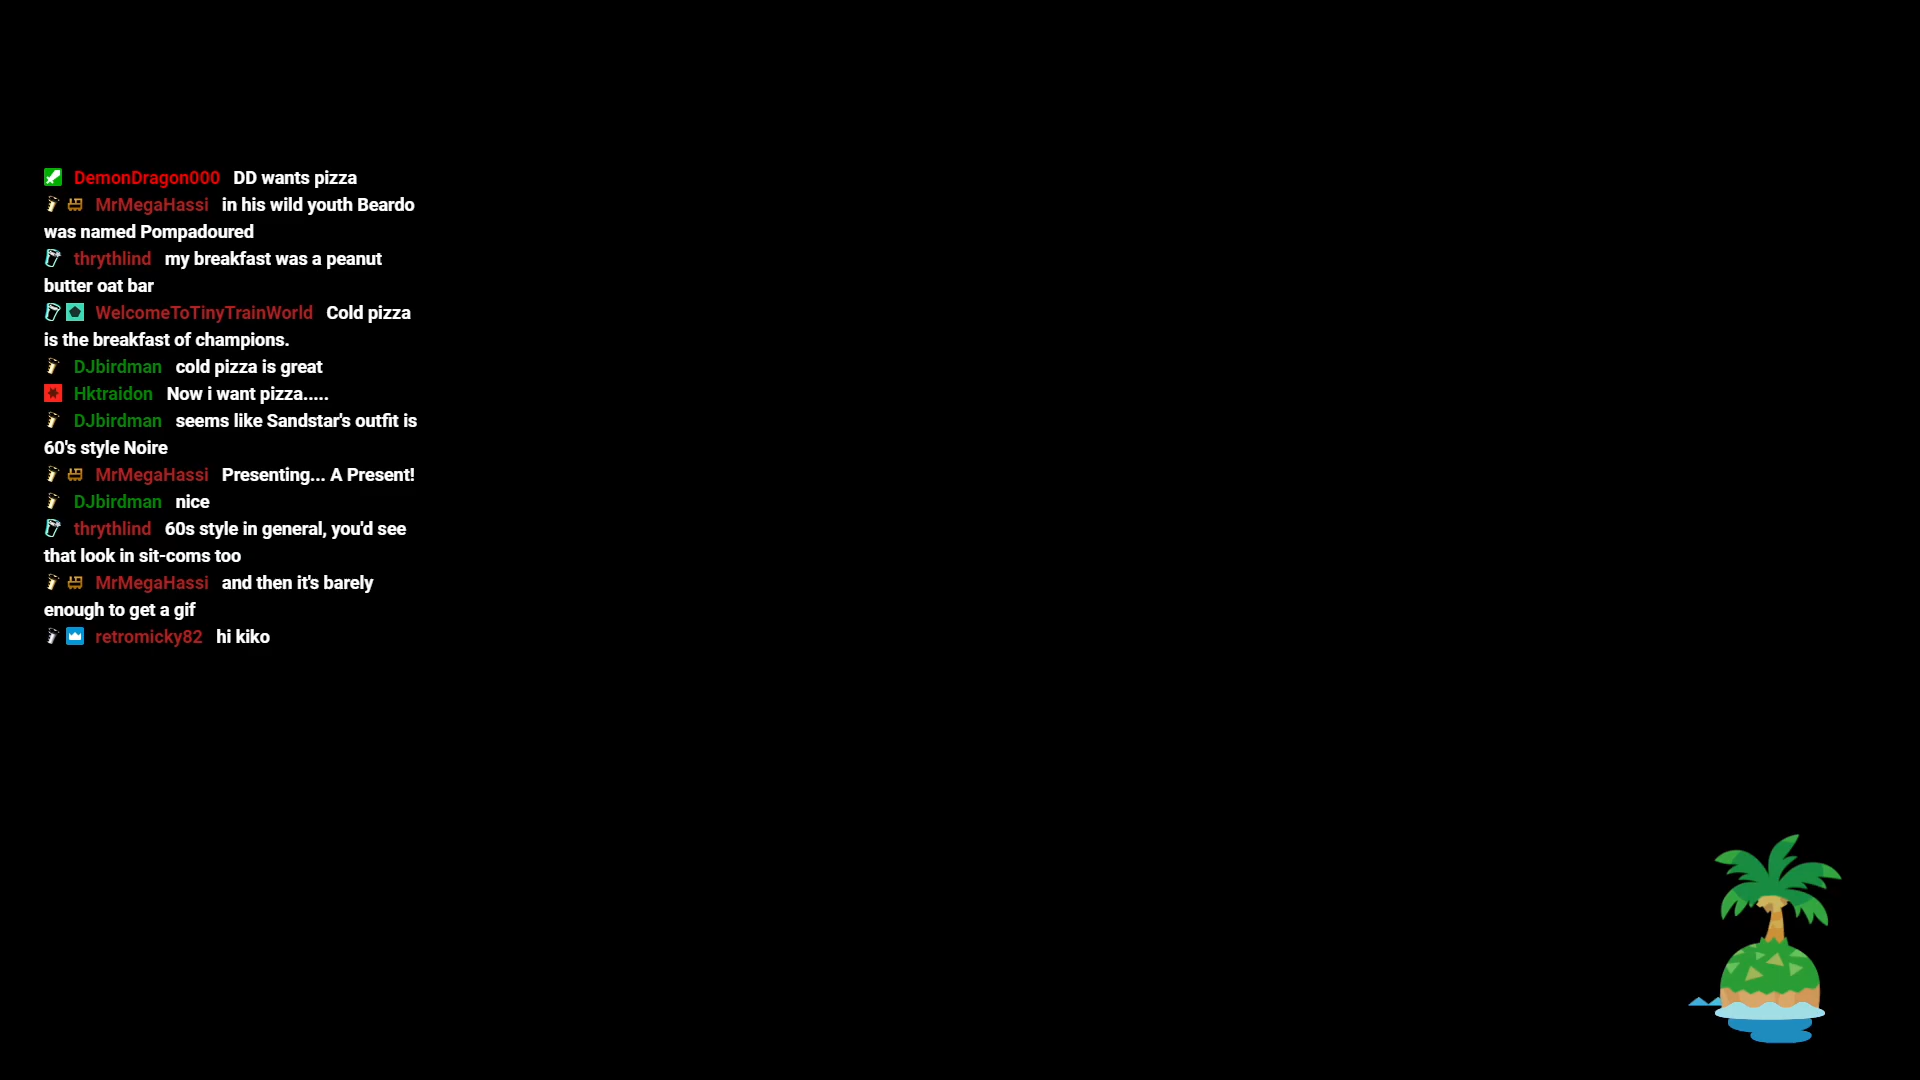 DemonDragon000 DD wants pizza
MrMegaHassi in his wild youth Beardo
was named Pompadoured
thrythlind my breakfast was a peanut
butter oat bar
WelcomeToTinyTrainWorld Cold pizza
is the breakfast of champions.
DJbirdman cold pizza is great
Hktraidon Now i want pizza.....
DJbirdman seems like Sandstar's outfit is
60's style Noire
MrMegaHassi Presenting... A Present!
DJbirdman nice
thrythlind 60s style in general, you'd see
that look in sit-coms too
MrMegaHassi and then it's barely
enough to get a gif
retromicky82 hi kiko